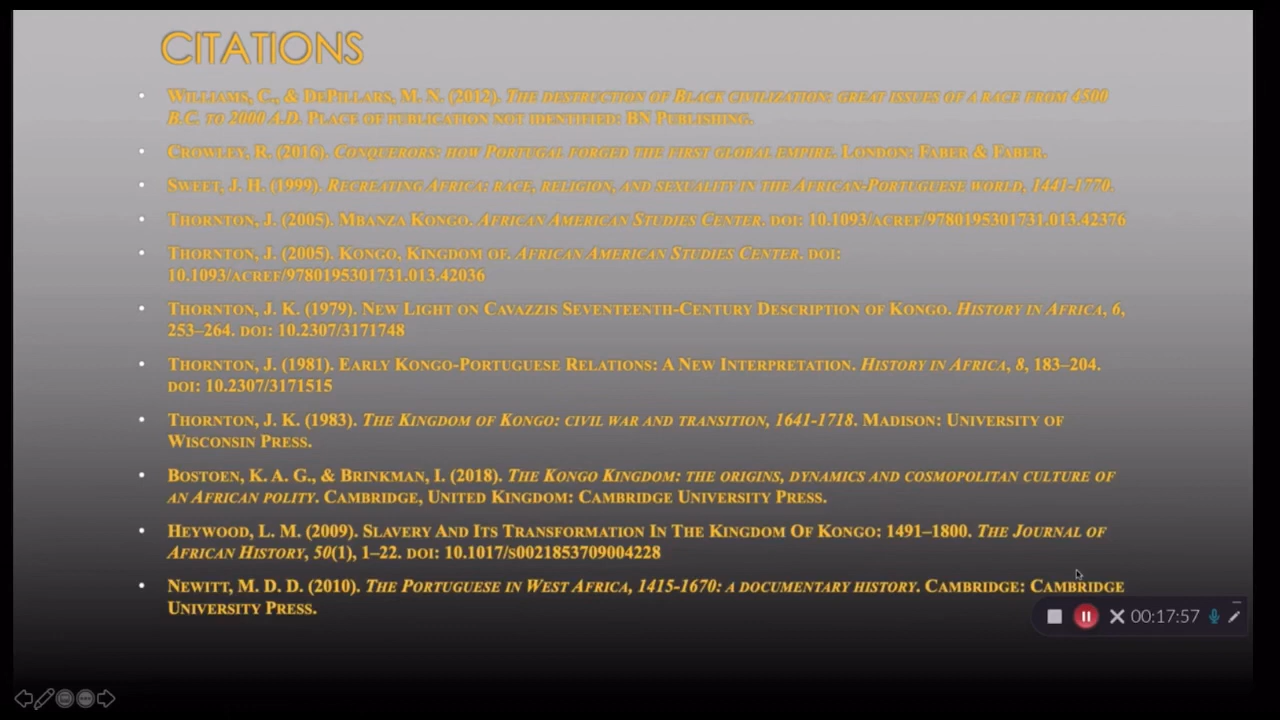 CITATIONS
• WILLIAMS, C., & DEPILLARS, M. N. (2012). THE DESTRUCTION OF BLACK CIVILIZATION: GREAT ISSUES OF A RACE FROM 4500
B.C. TO 2000 A.D. PLACE OF PUBLICATION NOT IDENTIFIED: BN PUBLISHING.
• CROWLEY, R. (2016). CONQUERORS: HOW PORTUGAL FORGED THE FIRST GLOBAL EMPIRE. LONDON: FABER & FABER.
• SWEET, J. H. (1999). RECREATING AFRICA: RACE, RELIGION, AND SEXUALITY IN THE AFRICAN-PORTUGUESE WORLD, 1441-1770.
• THORNTON, J. (2005). MBANZA KONGO. AFRICAN AMERICAN STUDIES CENTER. DOI: 10.1093/ACREF/9780195301731.013.42376
• THORNTON, J. (2005). KONGO, KINGDOM OF. AFRICAN AMERICAN STUDIES CENTER. DOI:
10.1093/ACREF/9780195301731.013.42036
• THORNTON, J. K. (1979). NEW LIGHT ON CAVAZZIS SEVENTEENTH-CENTURY DESCRIPTION OF KONGO. HISTORY IN AFRICA, 6,
253–264. DOI: 10.2307/3171748
• THORNTON, J. (1981). EARLY KONGO-PORTUGUESE RELATIONS: A NEW INTERPRETATION. HISTORY IN AFRICA, 8, 183–204.
DOI: 10.2307/3171515
• THORNTON, J. K. (1983). THE KINGDOM OF KONGO: CIVIL WAR AND TRANSITION, 1641-1718. MADISON: UNIVERSITY OF
WISCONSIN PRESS.
• BOSTOEN, K. A. G., & BRINKMAN, I. (2018). THE KONGO KINGDOM: THE ORIGINS, DYNAMICS AND COSMOPOLITAN CULTURE OF
AN AFRICAN POLITY. CAMBRIDGE, UNITED KINGDOM: CAMBRIDGE UNIVERSITY PRESS.
• HEYWOOD, L. M. (2009). SLAVERY AND ITS TRANSFORMATION IN THE KINGDOM OF KONGO: 1491–1800. THE JOURNAL OF
AFRICAN HISTORY, 50(1), 1–22. DOI: 10.1017/S0021853709004228
• NEWITT, M. D. D. (2010). THE PORTUGUESE IN WEST AFRICA, 1415-1670: A DOCUMENTARY HISTORY. CAMBRIDGE: CAMBRIDGE
UNIVERSITY PRESS.
00:17:57